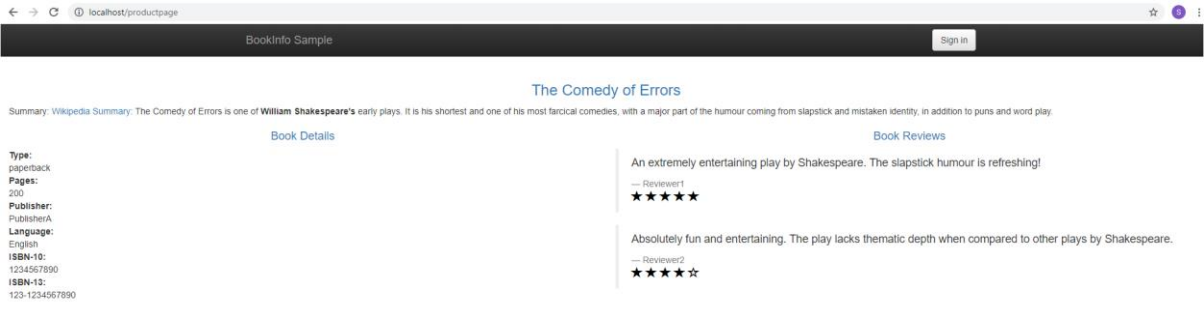 localhost/productpage
S
BookInfo Sample
Sign in
The Comedy of Errors
Summary: Wikipedia Summary: The Comedy of Errors is one of William Shakespeare's early plays. It is his shortest and one of his most farcical comedies, with a major part of the humour coming from slapstick and mistaken identity, in addition to puns and word play.
Book Details
Type:
paperback
Pages:
200
Publisher:
PublisherA
Language:
English
ISBN-10:
1234567890
ISBN-13:
123-1234567890
Book Reviews
An extremely entertaining play by Shakespeare. The slapstick humour is refreshing!
— Reviewer1
★★★★★
Absolutely fun and entertaining. The play lacks thematic depth when compared to other plays by Shakespeare.
— Reviewer2
★★★★☆